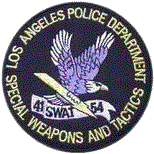 LOS ANGELES POLICE DEPARTMENT
41 SWAT 54
SPECIAL WEAPONS AND TACTICS